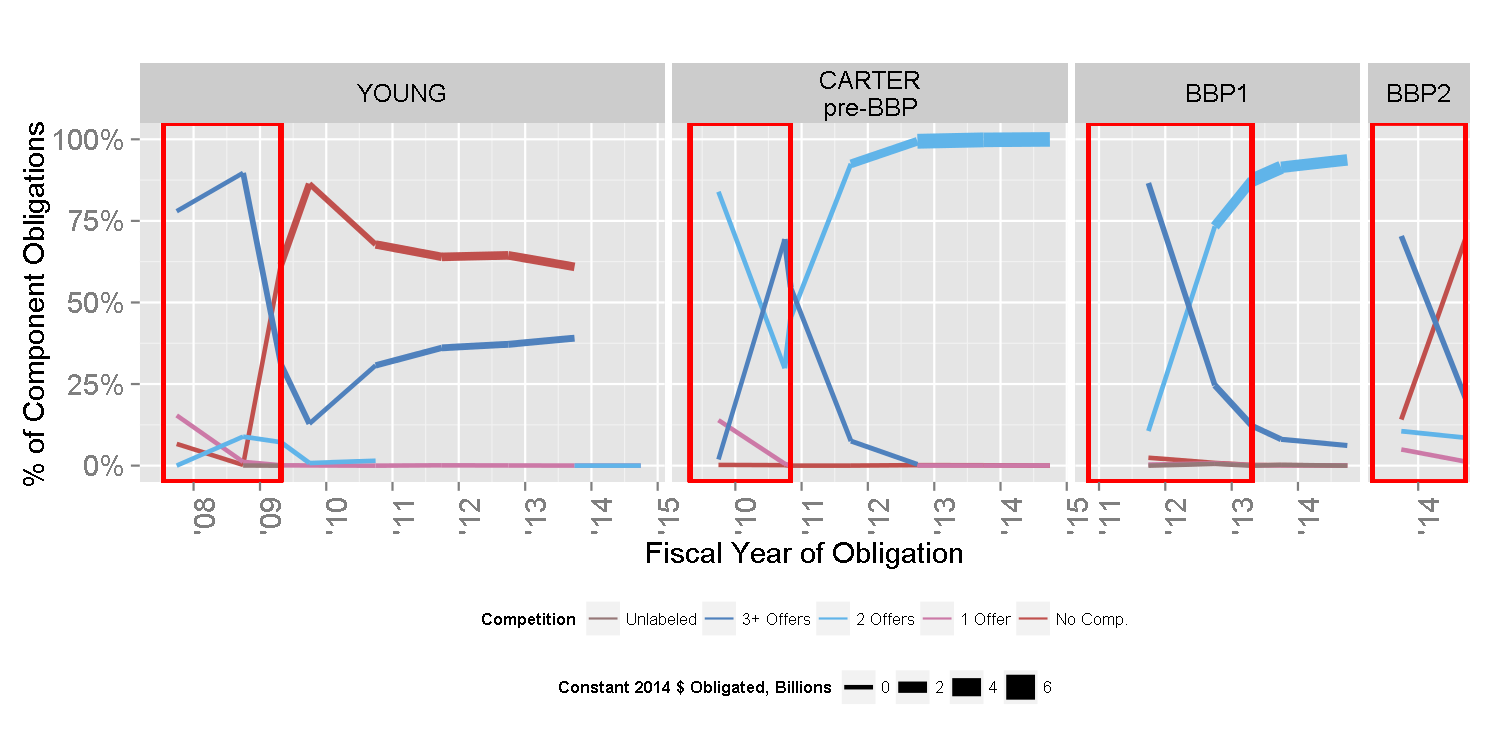 YOUNG
CARTER
pre-BBP
BBP1
BBP2
% of Component Obligations
100%
75%
50%
25%
0%
'08 '09 '10 '11 '12 '13 '14 '15
'10 '11 '12 '13 '14 '15
'11 '12 '13 '14
'14
Fiscal Year of Obligation
Competition Unlabeled 3+ Offers 2 Offers 1 Offer No Comp.
Constant 2014 $ Obligated, Billions 0 2 4 6